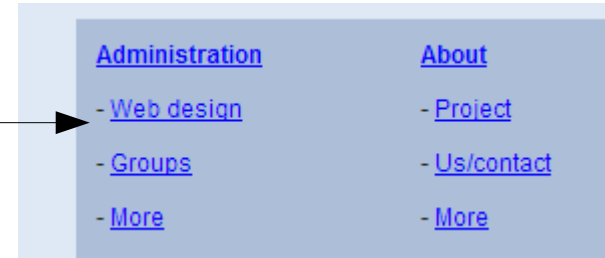 Administration
- Web design
- Groups
- More
About
- Project
- Us/contact
- More